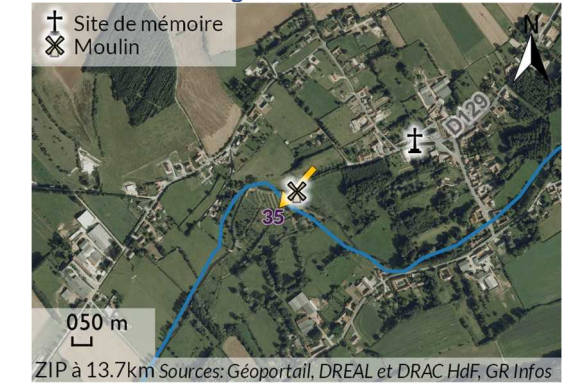 Site de mémoire
Moulin
N
D129
35
050 m
ZIP à 13.7km Sources: Géoportail, DREAL et DRAC HdF, GR Infos